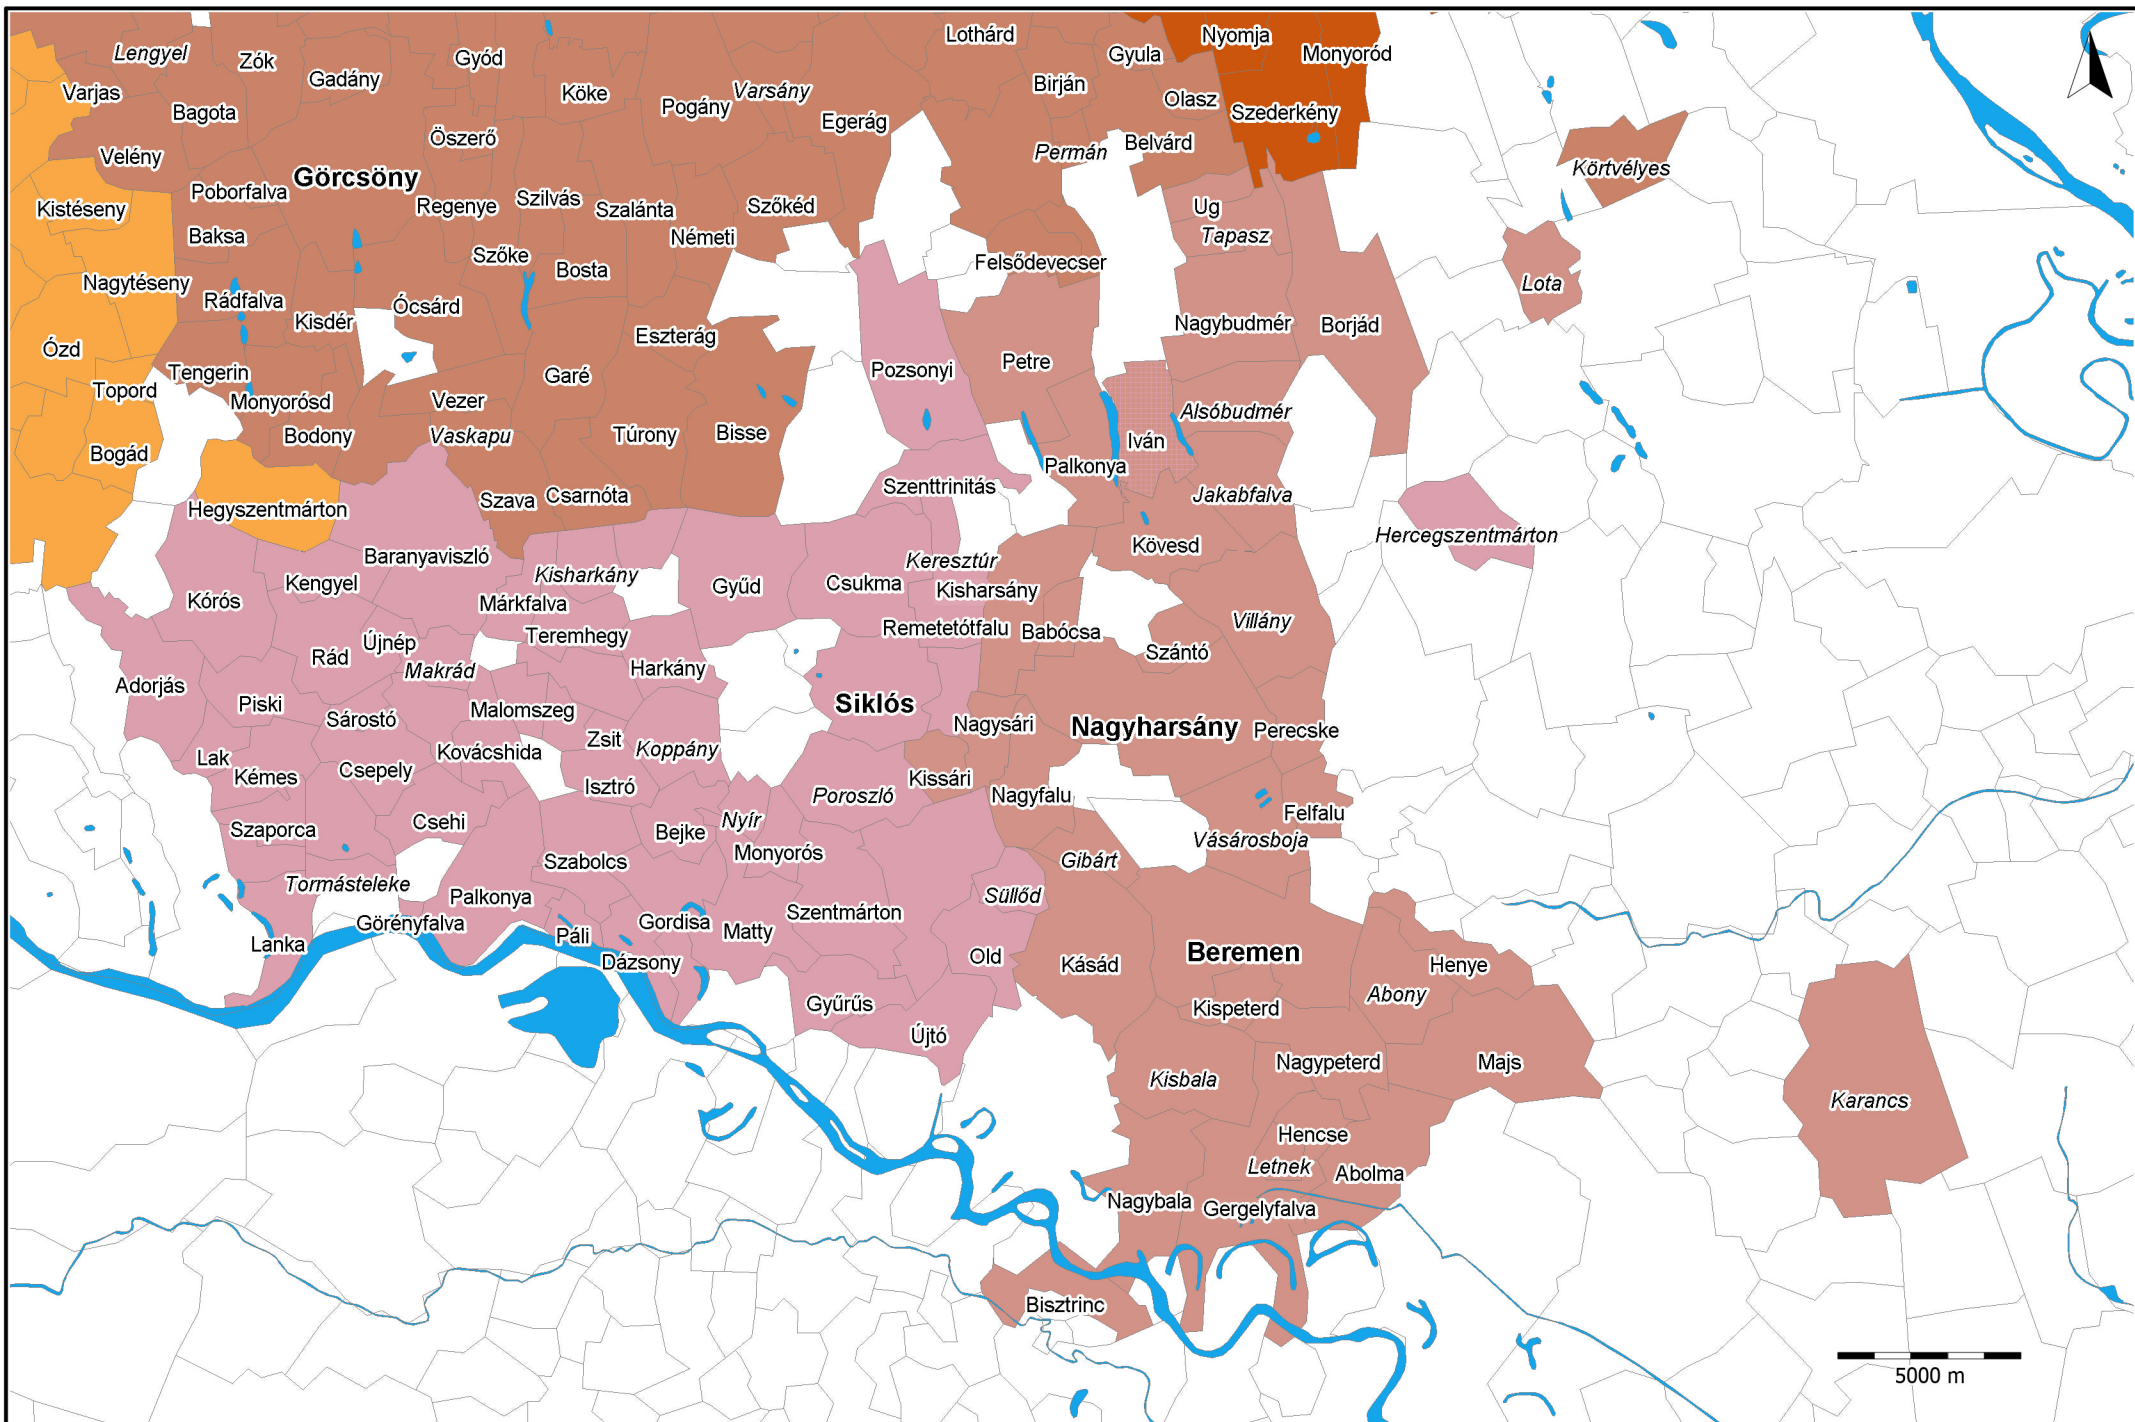 Lengyel
Zók
Gyód
Lothárd
Gyula
Nyomja
Monyoród
Varjas
Gadány
Köke
Varsány
Birján
Bagota
Pogány
Egerág
Olasz
Szederkény
Öszerő
Velény
Permán
Belvárd
Körtvélyes
Görcsöny
Poborfalva
Kistéseny
Regenye
Szilvás
Szalánta
Szőkéd
Ug
Baksa
Németi
Tapasz
Szőke
Bosta
Felsődevecser
Nagytéseny
Lota
Rádfalva
Ócsárd
Kisdér
Eszterág
Nagybudmér
Borjád
Ózd
Petre
Tengerin
Garé
Pozsonyi
Topord
Monyorósd
Vezer
Alsóbudmér
Bodony
Vaskapu
Túrony
Bisse
Iván
Bogád
Palkonya
Szenttrinitás
Szava
Csarnóta
Jakabfalva
Hegyszentmárton
Hercegszentmárton
Baranyaviszló
Kövesd
Keresztúr
Kisharkány
Kengyel
Gyűd
Csukma
Kisharsány
Kórós
Márkfalva
Villány
Remetetótfalu
Babócsa
Teremhegy
Újnép
Rád
Szántó
Makrád
Harkány
Adorjás
Piski
Siklós
Sárostó
Malomszeg
Nagysári
Nagyharsány
Perecske
Zsit
Koppány
Kovácshida
Lak
Kémes
Csepely
Kissári
Isztró
Poroszló
Nagyfalu
Felfalu
Csehi
Nyír
Szaporca
Bejke
Vásárosboja
Monyorós
Szabolcs
Gibárt
Tormásteleke
Palkonya
Süllőd
Szentmárton
Görényfalva
Gordisa
Matty
Páli
Lanka
Beremen
Old
Dázsony
Kásád
Henye
Abony
Gyűrűs
Kispeterd
Újtó
Nagypeterd
Majs
Kisbala
Karancs
Hencse
Letnek
Abolma
Nagybala
Gergelyfalva
Bisztrinc
5000 m